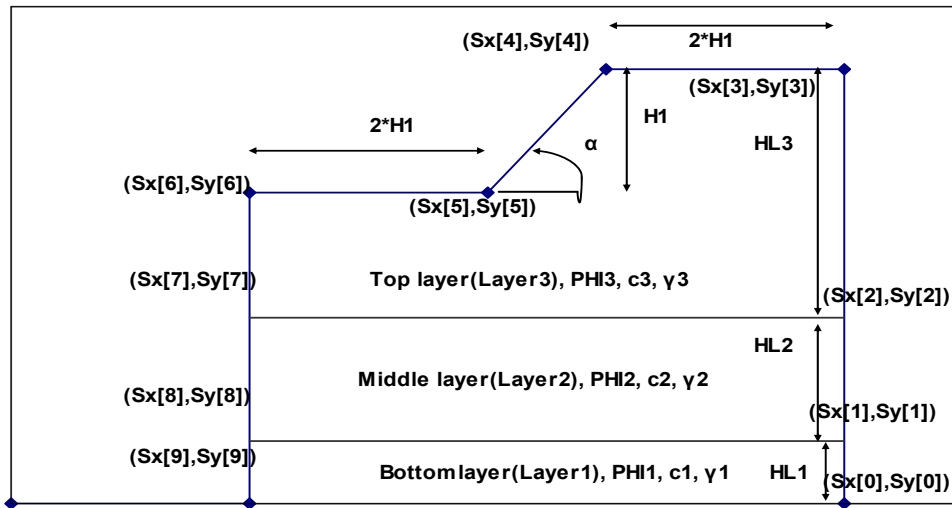 (Sx[4],Sy[4])
2*H1
(Sx[3],Sy[3])
H1
2*H1
HL3
α
(Sx[6],Sy[6])
(Sx[5],Sy[5])
(Sx[7],Sy[7])
Top layer(Layer3), PHI3, c3, γ3
(Sx[2],Sy[2])
HL2
Middle layer(Layer2), PHI2, c2, γ2
(Sx[8],Sy[8])
(Sx[1],Sy[1])
(Sx[9],Sy[9])
Bottomlayer(Layer1), PHI1, c1, γ1
HL1
(Sx[0],Sy[0])